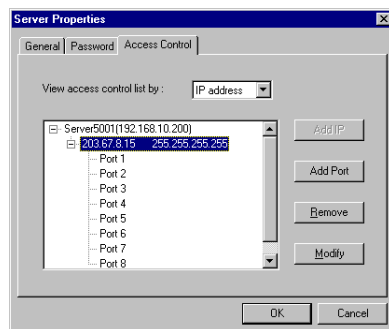 Server Properties
General Password Access Control
View access control list by : IP address
Server5001(192.168.10.200)
203.67.8.15 255.255.255.255
Port 1
Port 2
Port 3
Port 4
Port 5
Port 6
Port 7
Port 8
Add IP
Add Port
Remove
Modify
OK Cancel